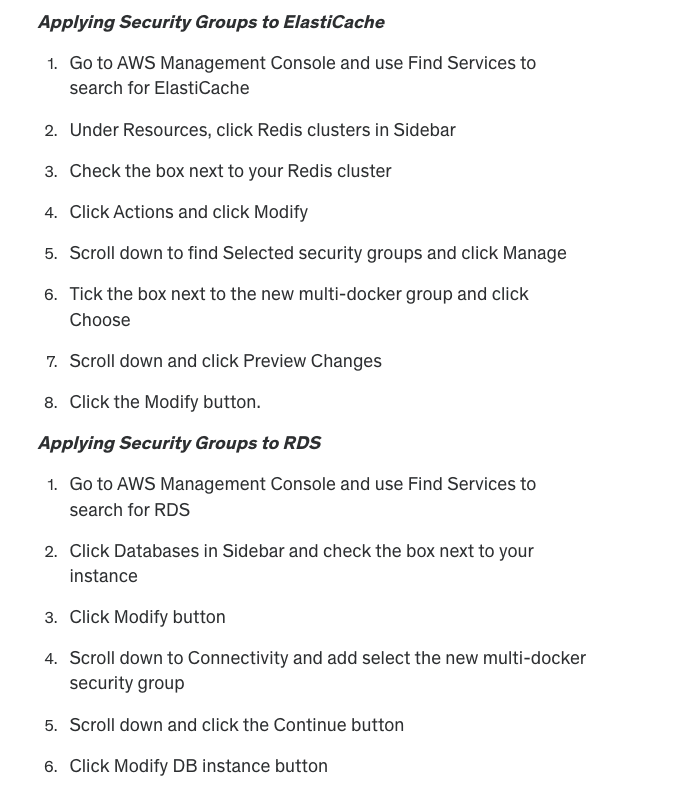 Applying Security Groups to ElastiCache
1. Go to AWS Management Console and use Find Services to
search for ElastiCache
2. Under Resources, click Redis clusters in Sidebar
3. Check the box next to your Redis cluster
4. Click Actions and click Modify
5. Scroll down to find Selected security groups and click Manage
6. Tick the box next to the new multi-docker group and click
Choose
7. Scroll down and click Preview Changes
8. Click the Modify button.
Applying Security Groups to RDS
1. Go to AWS Management Console and use Find Services to
search for RDS
2. Click Databases in Sidebar and check the box next to your
instance
3. Click Modify button
4. Scroll down to Connectivity and add select the new multi-docker
security group
5. Scroll down and click the Continue button
6. Click Modify DB instance button